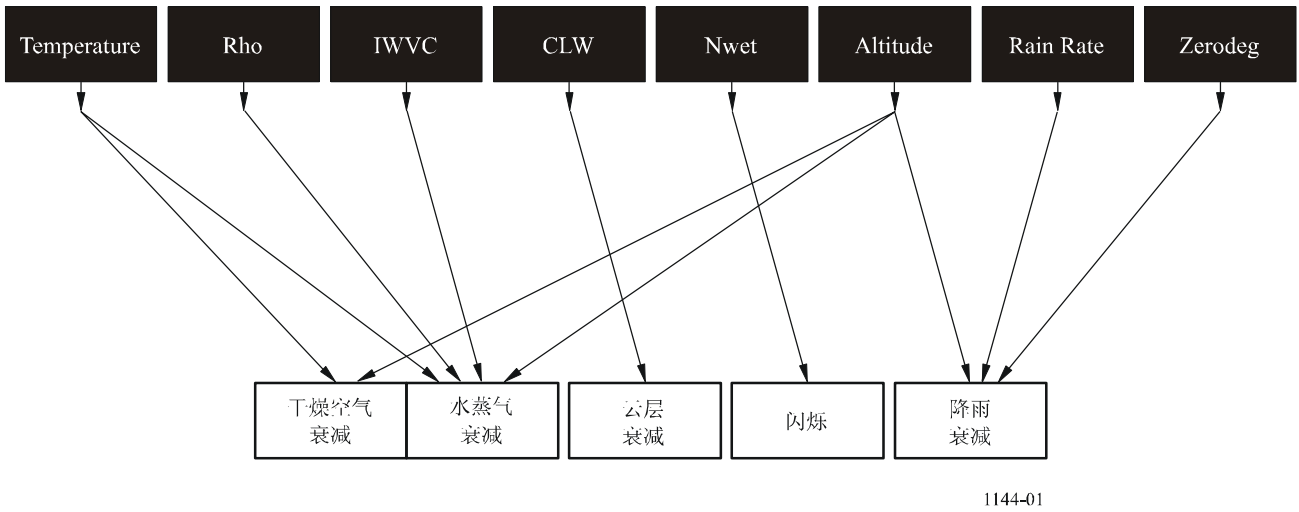 Temperature
Rho
IWVC
CLW
Nwet
Altitude
Rain Rate
Zerodeg
干燥空气
衰减
水蒸气
衰减
云层
衰减
闪烁
降雨
衰减
1144-01